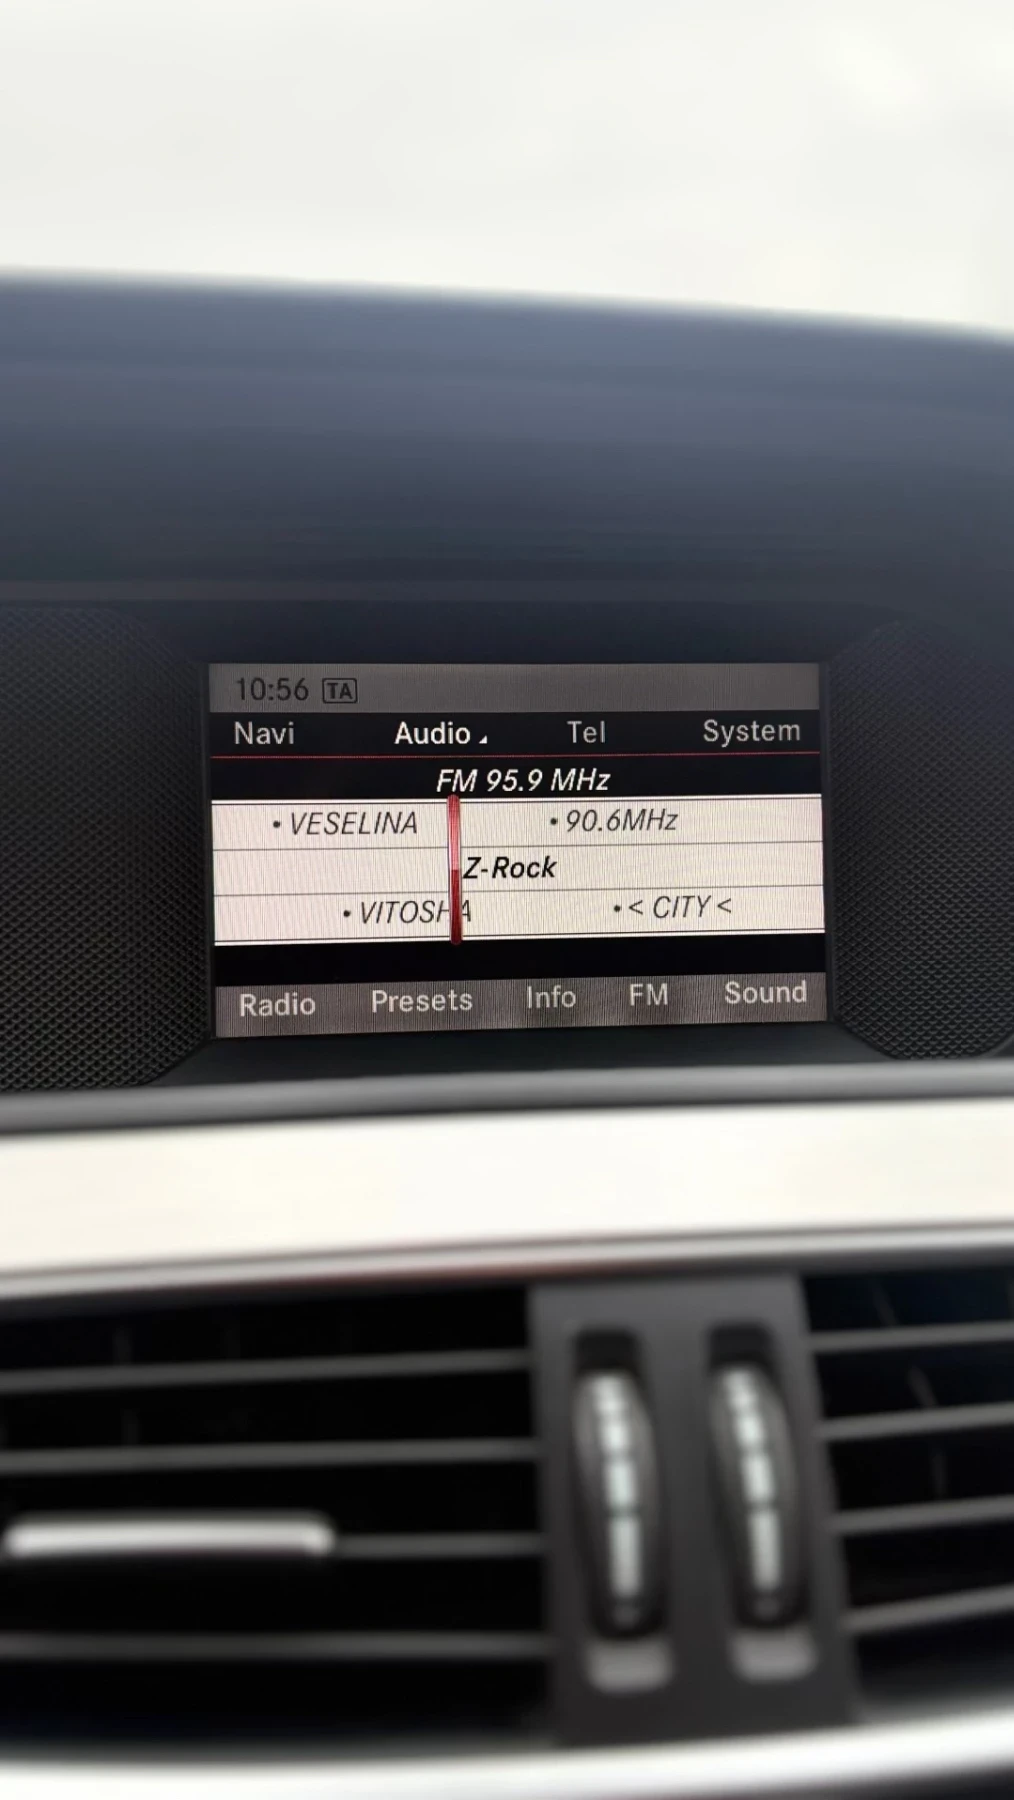 10:56 TA
Navi Audio Tel System
FM 95.9 MHz
• VESELINA • 90.6MHz
Z-Rock
• VITOSHA • < CITY <
Radio Presets Info FM Sound